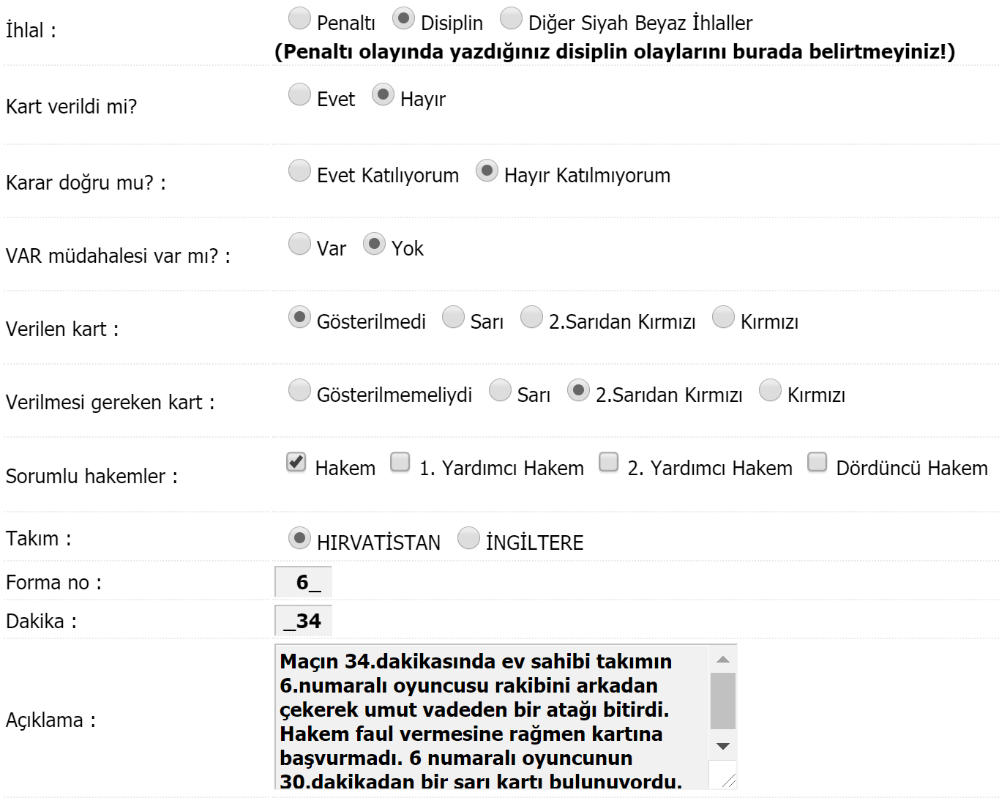 İhlal :
Penaltı Disiplin Diğer Siyah Beyaz İhlaller
(Penaltı olayında yazdığınız disiplin olaylarını burada belirtmeyiniz!)
Kart verildi mi? Evet Hayır
Karar doğru mu? : Evet Katılıyorum Hayır Katılmıyorum
VAR müdahalesi var mı? : Var Yok
Verilen kart : Gösterilmedi Sarı 2.Sarıdan Kırmızı Kırmızı
Verilmesi gereken kart : Gösterilmemeliydi Sarı 2.Sarıdan Kırmızı Kırmızı
Sorumlu hakemler : Hakem 1. Yardımcı Hakem 2. Yardımcı Hakem Dördüncü Hakem
Takım : HIRVATİSTAN İNGİLTERE
Forma no : 6_
Dakika : _34
Açıklama :
Maçın 34.dakikasında ev sahibi takımın
6.numaralı oyuncusu rakibini arkadan
çekerek umut vadeden bir atağı bitirdi.
Hakem faul vermesine rağmen kartına
başvurmadı. 6 numaralı oyuncunun
30.dakikadan bir sarı kartı bulunuyordu.